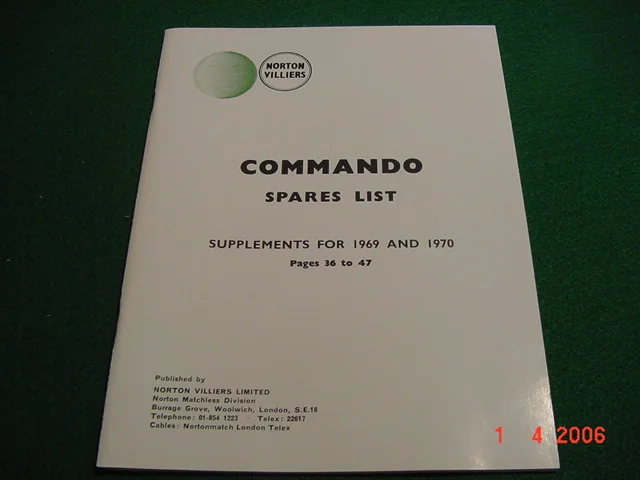 NORTON
VILLIERS
COMMANDO
SPARES LIST
SUPPLEMENTS FOR 1969 AND 1970
Pages 36 to 47
Published by
NORTON VILLIERS LIMITED
Norton Matchless Division
Burrage Grove, Woolwich, London, S.E.18
Telephone: 01-854 1223 · Telex: 22617
Cables: Nortonmatch London Telex
1 4 2006